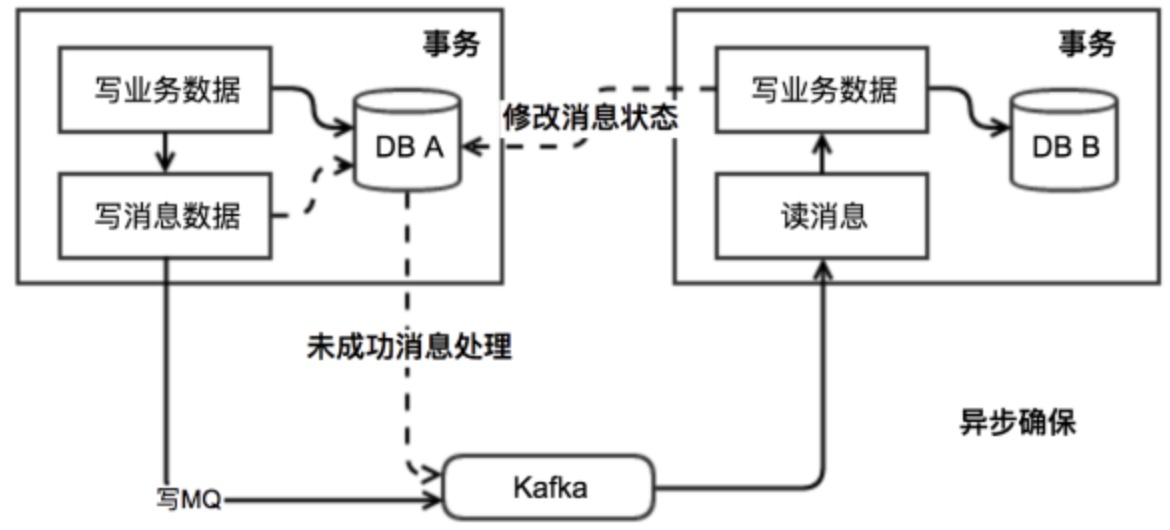 事务
写业务数据
DB A
写消息数据
修改消息状态
事务
写业务数据
DB B
读消息
未成功消息处理
异步确保
写MQ
Kafka